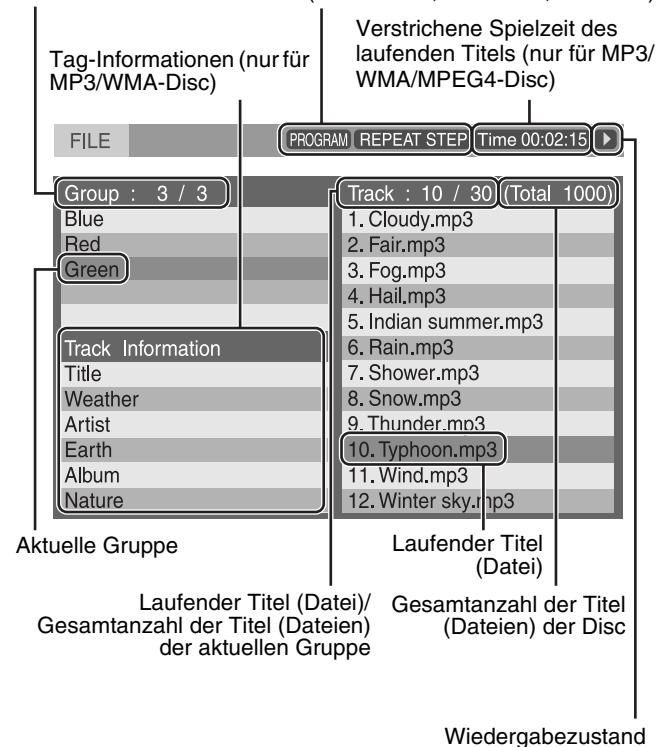 Verstrichene Spielzeit des
laufenden Titels (nur für MP3/
WMA/MPEG4-Disc)
Tag-Informationen (nur für
MP3/WMA-Disc)
FILE
PROGRAM REPEAT STEP Time 00:02:15
Group : 3 / 3
Blue
Red
Green
Track Information
Title
Weather
Artist
Earth
Album
Nature
Track : 10 / 30 (Total 1000)
1. Cloudy.mp3
2. Fair.mp3
3. Fog.mp3
4. Hail.mp3
5. Indian summer.mp3
6. Rain.mp3
7. Shower.mp3
8. Snow.mp3
9. Thunder.mp3
10. Typhoon.mp3
11. Wind.mp3
12. Winter sky.mp3
Aktuelle Gruppe
Laufender Titel
(Datei)
Laufender Titel (Datei)/
Gesamtanzahl der Titel (Dateien)
der aktuellen Gruppe
Gesamtanzahl der Titel
(Dateien) der Disc
Wiedergabezustand